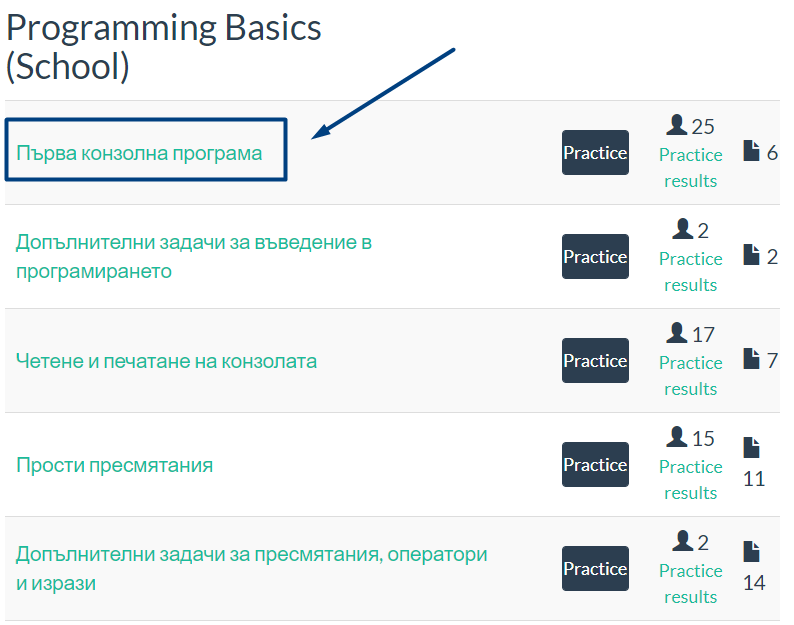 Programming Basics
(School)
Първа конзолна програма
Practice
25
Practice
results
6
Допълнителни задачи за въведение в
програмирането
Practice
2
Practice
results
2
Четене и печатане на конзолата
Practice
17
Practice
results
7
Прости пресмятания
Practice
15
Practice
results
11
Допълнителни задачи за пресмятания, оператори
и изрази
Practice
2
Practice
results
14